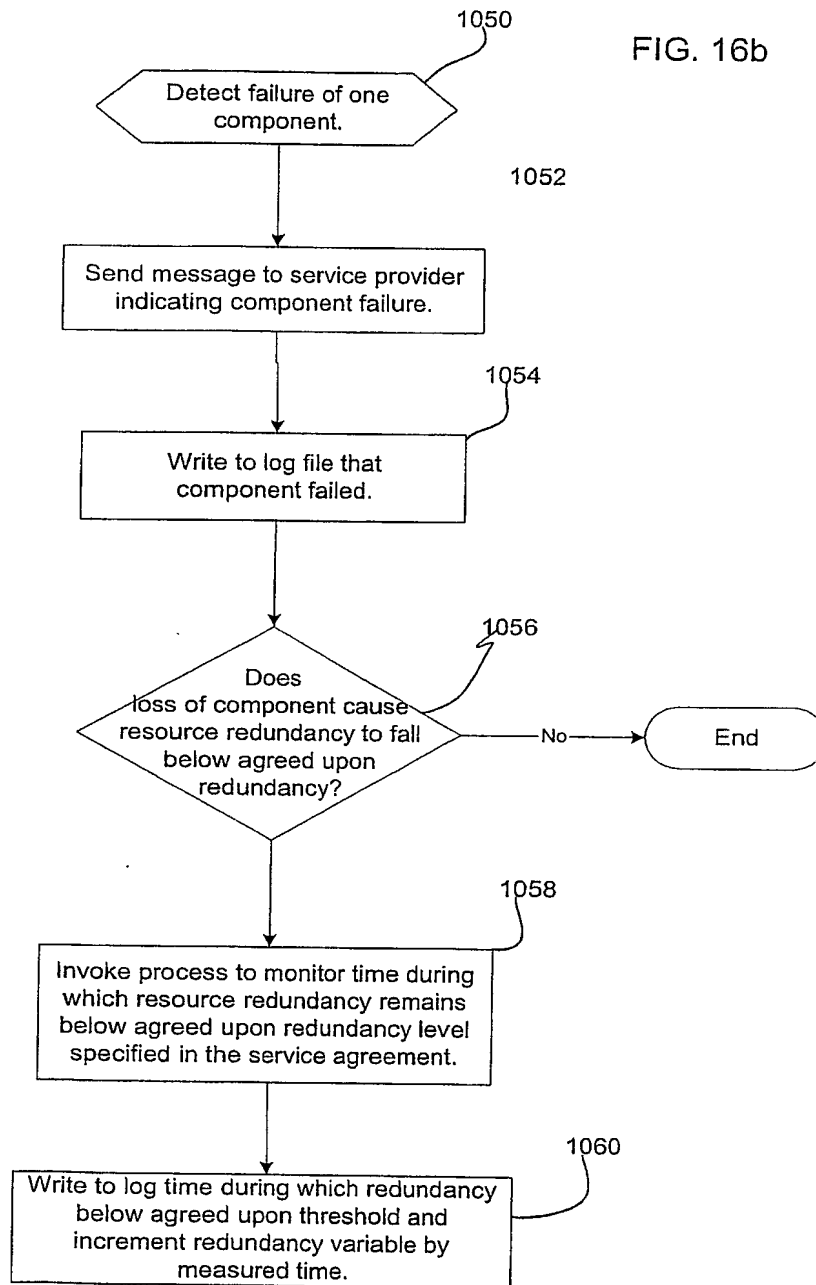 1050
FIG. 16b
Detect failure of one
component.
1052
Send message to service provider
indicating component failure.
1054
Write to log file that
component failed.
1056
Does
loss of component cause
resource redundancy to fall
below agreed upon
redundancy?
No
End
1058
Invoke process to monitor time during
which resource redundancy remains
below agreed upon redundancy level
specified in the service agreement.
1060
Write to log time during which redundancy
below agreed upon threshold and
increment redundancy variable by
measured time.